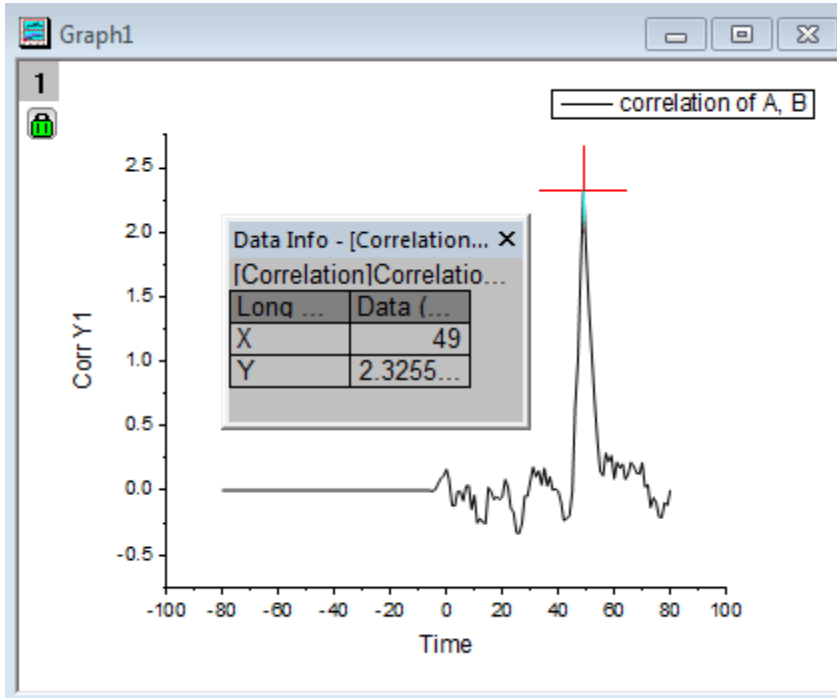 Graph1
1
correlation of A, B
Data Info - [Correlation... ×
[Correlation]Correlatio...
Long ... Data (...
X 49
Y 2.3255...
2.5
2.0
1.5
1.0
0.5
0.0
-0.5
Corr Y1
-100 -80 -60 -40 -20 0 20 40 60 80 100
Time